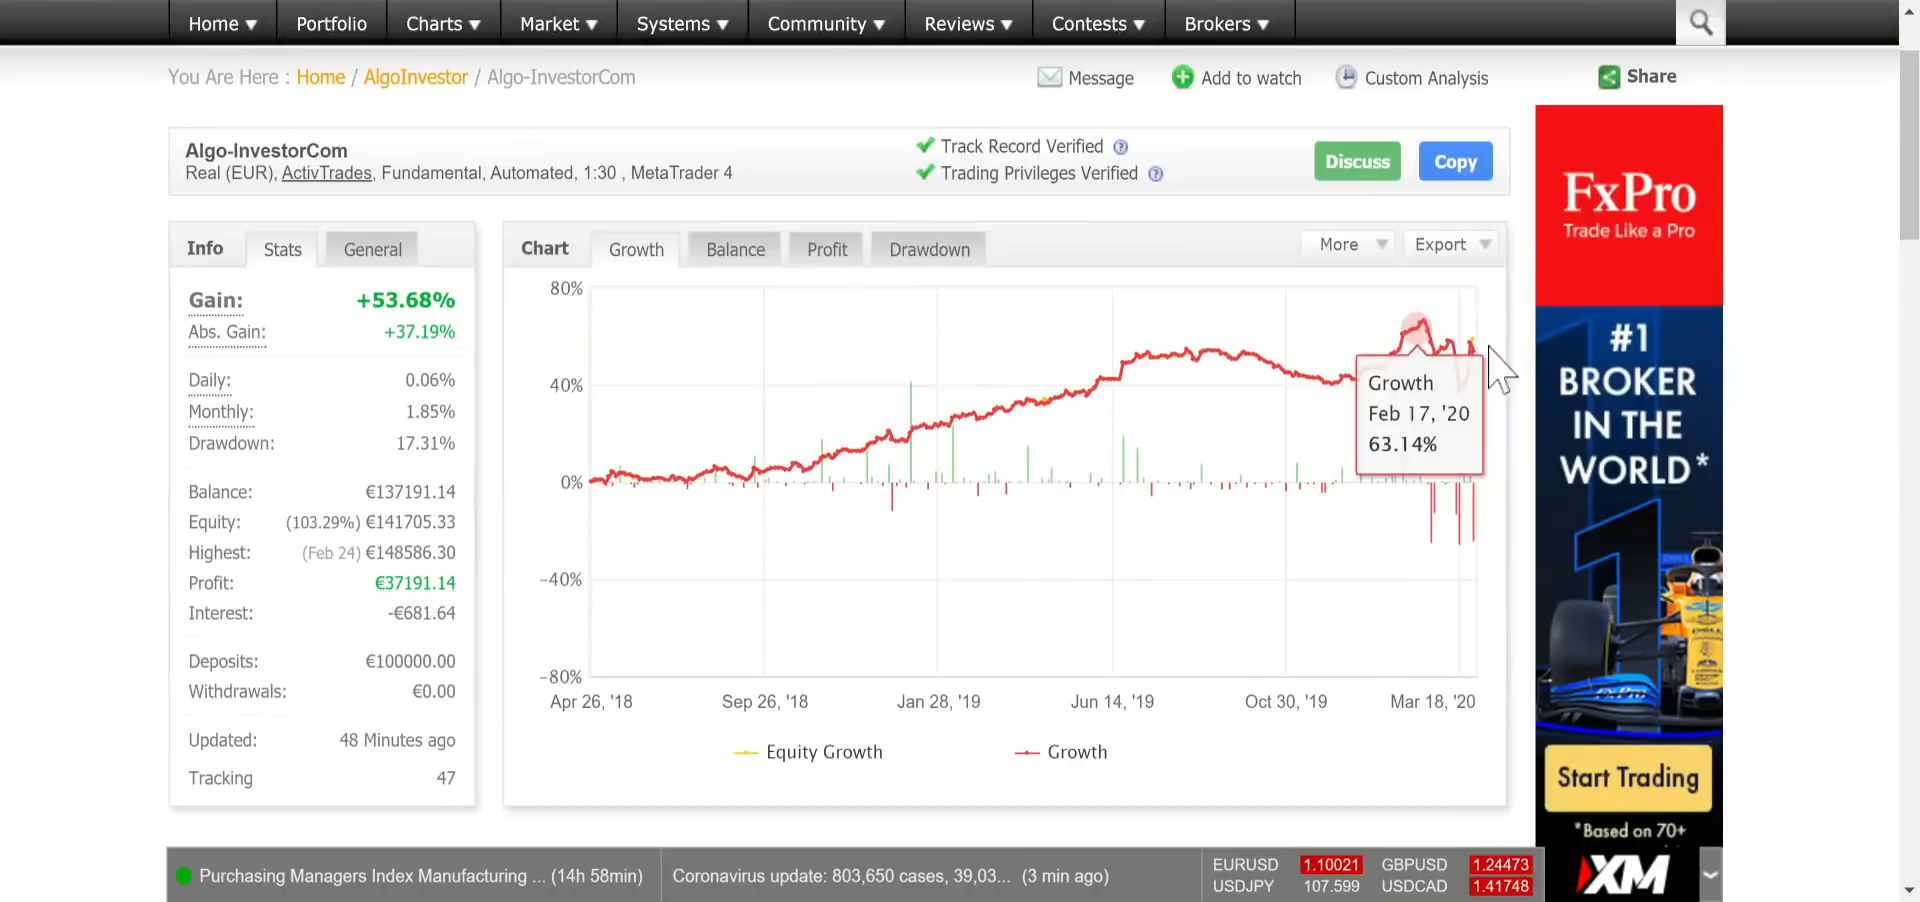 Home ▼ Portfolio Charts ▼ Market ▼ Systems ▼ Community ▼ Reviews ▼ Contests ▼ Brokers ▼
You Are Here : Home / AlgoInvestor / Algo-InvestorCom
Message Add to watch Custom Analysis Share
Algo-InvestorCom
Real (EUR), ActivTrades, Fundamental, Automated, 1:30 , MetaTrader 4
Track Record Verified ?
Trading Privileges Verified ?
Discuss Copy
Info Stats General
Gain: +53.68%
Abs. Gain: +37.19%
Daily: 0.06%
Monthly: 1.85%
Drawdown: 17.31%
Balance: €137191.14
Equity: (103.29%) €141705.33
Highest: (Feb 24) €148586.30
Profit: €37191.14
Interest: -€681.64
Deposits: €100000.00
Withdrawals: €0.00
Updated: 48 Minutes ago
Tracking 47
Chart Growth Balance Profit Drawdown More Export
80%
40%
0%
-40%
-80%
Growth
Feb 17, '20
63.14%
Apr 26, '18 Sep 26, '18 Jan 28, '19 Jun 14, '19 Oct 30, '19 Mar 18, '20
Equity Growth Growth
FxPro
Trade Like a Pro
#1
BROKER
IN THE
WORLD*
1
FxPro
Start Trading
*Based on 70+
XM
Purchasing Managers Index Manufacturing ... (14h 58min)
Coronavirus update: 803,650 cases, 39,03... (3 min ago)
EURUSD 1.10021 GBPUSD 1.24473
USDJPY 107.599 USDCAD 1.41748